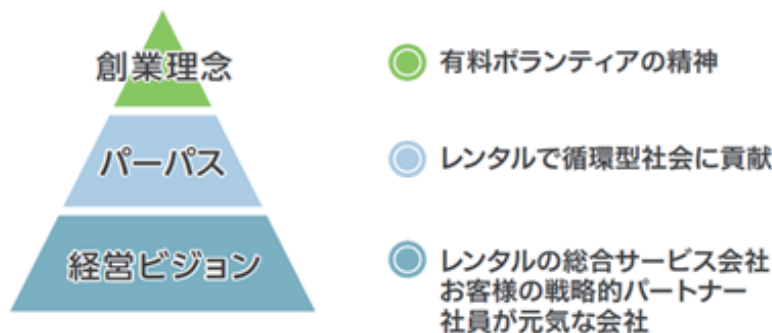 創業理念
有料ボランティアの精神
パーパス
レンタルで循環型社会に貢献
経営ビジョン
レンタルの総合サービス会社
お客様の戦略的パートナー
社員が元気な会社